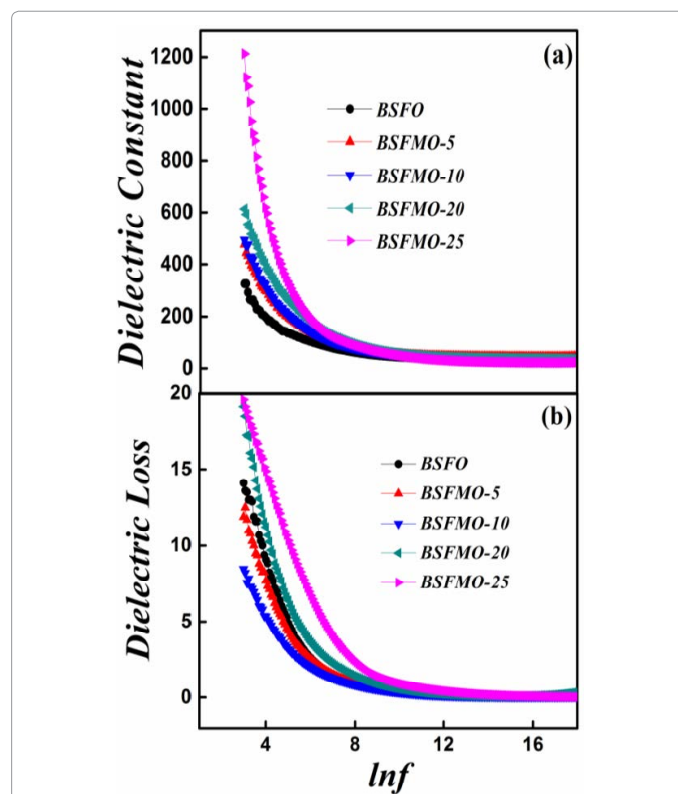 (a)
1200
1000
800
600
400
200
0
Dielectric Constant
BSFO
BSFMO-5
BSFMO-10
BSFMO-20
BSFMO-25
(b)
20
15
10
5
0
Dielectric Loss
BSFO
BSFMO-5
BSFMO-10
BSFMO-20
BSFMO-25
4 8 12 16
lnf